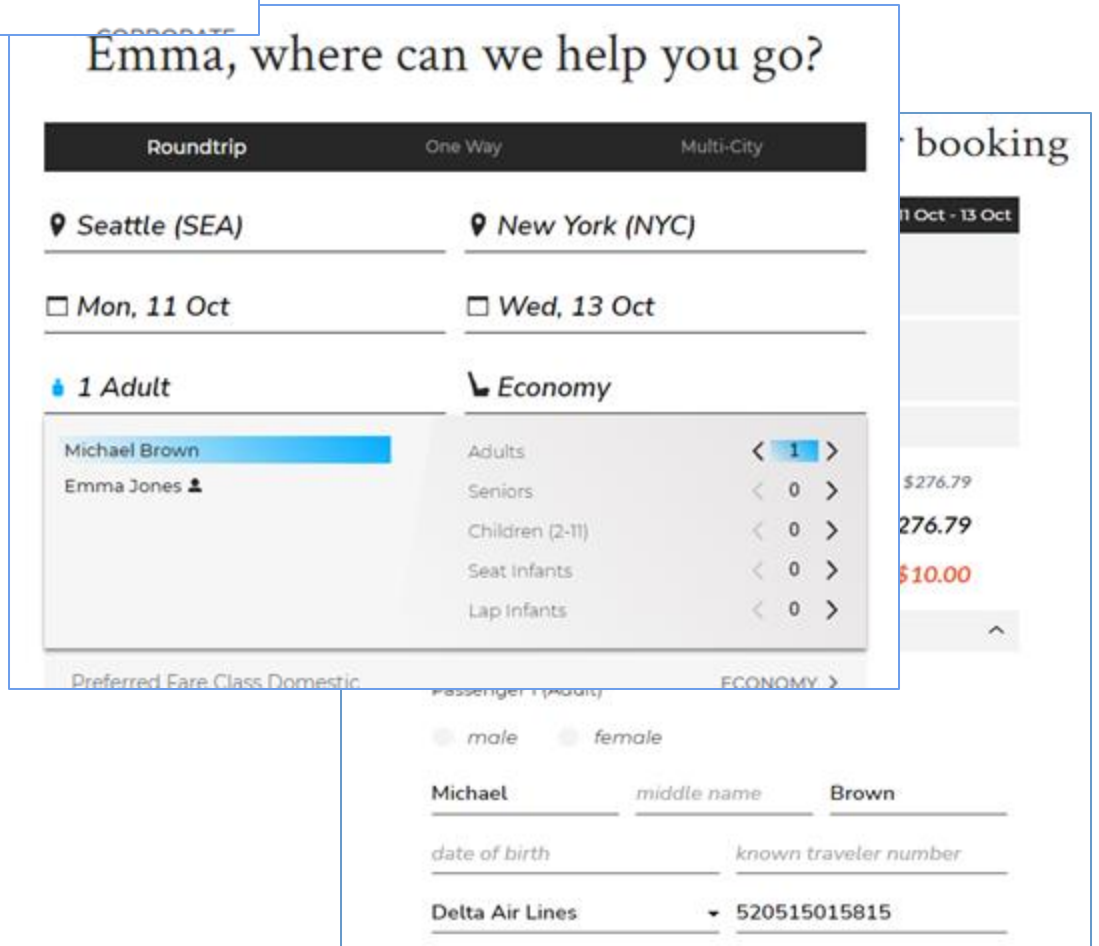 CORPORATE
Emma, where can we help you go?
Roundtrip One Way Multi-City
Seattle (SEA) New York (NYC)
Mon, 11 Oct Wed, 13 Oct
1 Adult Economy
Michael Brown
Emma Jones
Adults 1
Seniors 0
Children (2-11) 0
Seat Infants 0
Lap Infants 0
Preferred Fare Class Domestic ECONOMY
booking
11 Oct - 13 Oct
$276.79
276.79
$10.00
Passenger 1 (Adult)
male female
Michael middle name Brown
date of birth known traveler number
Delta Air Lines 520515015815